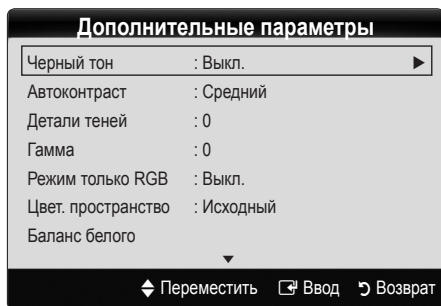 Дополнительные параметры
Черный тон : Выкл.
Автоконтраст : Средний
Детали теней : 0
Гамма : 0
Режим только RGB : Выкл.
Цвет. пространство : Исходный
Баланс белого
Переместить Ввод Возврат